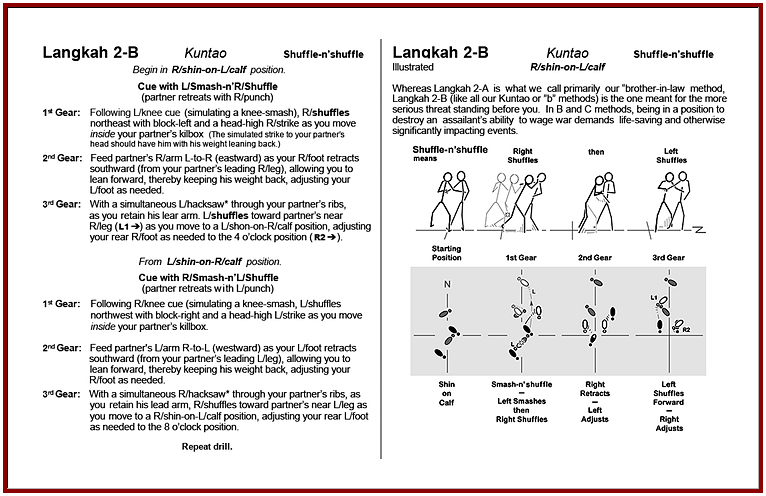 Langkah 2-B Kuntao Shuffle-n'shuffle
Begin in R/shin-on-L/calf position.
Cue with L/Smash-n'R/Shuffle
(partner retreats with R/punch)
1st Gear: Following L/knee cue (simulating a knee-smash), R/shuffles
northeast with block-left and a head-high R/strike as you move
inside your partner's killbox (The simulated strike to your partner's
head should have him with his weight leaning back.)
2nd Gear: Feed partner's R/arm L-to-R (eastward) as your R/foot retracts
southward (from your partner's leading R/leg), allowing you to
lean forward, thereby keeping his weight back, adjusting your
L/foot as needed.
3rd Gear: With a simultaneous L/hacksaw* through your partner's ribs,
as you retain his lear arm. L/shuffles toward partner's near
R/leg (L1 ➔) as you move to a L/shon-on-R/calf position, adjusting
your rear R/foot as needed to the 4 o'clock position ( R2 ➔).
From L/shin-on-R/calf position.
Cue with R/Smash-n'L/Shuffle
(partner retreats with L/punch)
1st Gear: Following R/knee cue (simulating a knee-smash, L/shuffles
northwest with block-right and a head-high L/strike as you move
inside your partner's killbox.
2nd Gear: Feed partner's L/arm R-to-L (westward) as your L/foot retracts
southward (from your partner's leading L/leg), allowing you to
lean forward, thereby keeping his weight back, adjusting your
R/foot as needed.
3rd Gear: With a simultaneous R/hacksaw* through your partner's ribs, as
you retain his lead arm, R/shuffles toward partner's near L/leg as
you move to a R/shin-on-L/calf position, adjusting your rear L/foot
as needed to the 8 o'clock position.
Repeat drill.
Langkah 2-B Kuntao Shuffle-n'shuffle
Illustrated R/shin-on-L/calf
Whereas Langkah 2-A is what we call primarily our "brother-in-law method,
Langkah 2-B (like all our Kuntao or "b" methods) is the one meant for the more
serious threat standing before you. In B and C methods, being in a position to
destroy an assailant's ability to wage war demands life-saving and otherwise
significantly impacting events.
Shuffle-n'shuffle
means
Right
Shuffles
then
Left
Shuffles
Z
Starting
Position
1st Gear
2nd Gear
3rd Gear
N
L
L
L1
R2
Shin
on
Calf
Smash-n'shuffle
–
Left Smashes
then
Right Shuffles
Right
Retracts
–
Left
Adjusts
Left
Shuffles
Forward
–
Right
Adjusts